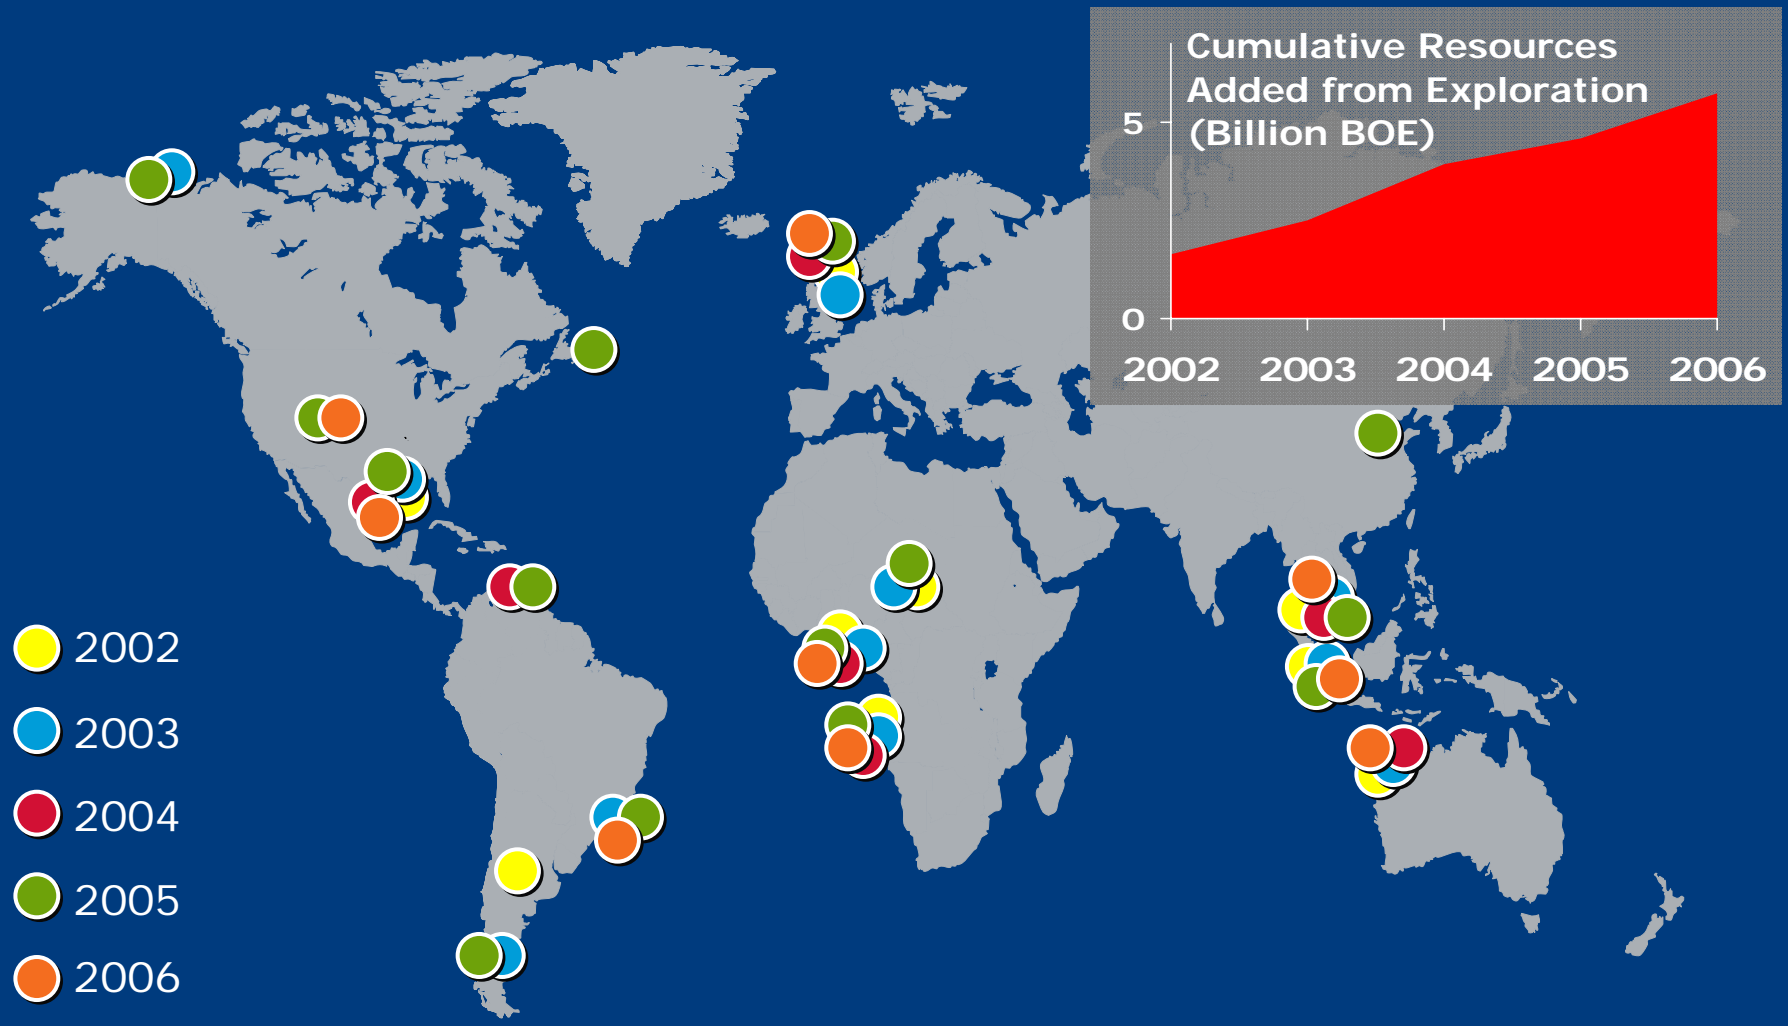 Cumulative Resources
Added from Exploration
(Billion BOE)
5
0
2002 2003 2004 2005 2006
2002
2003
2004
2005
2006